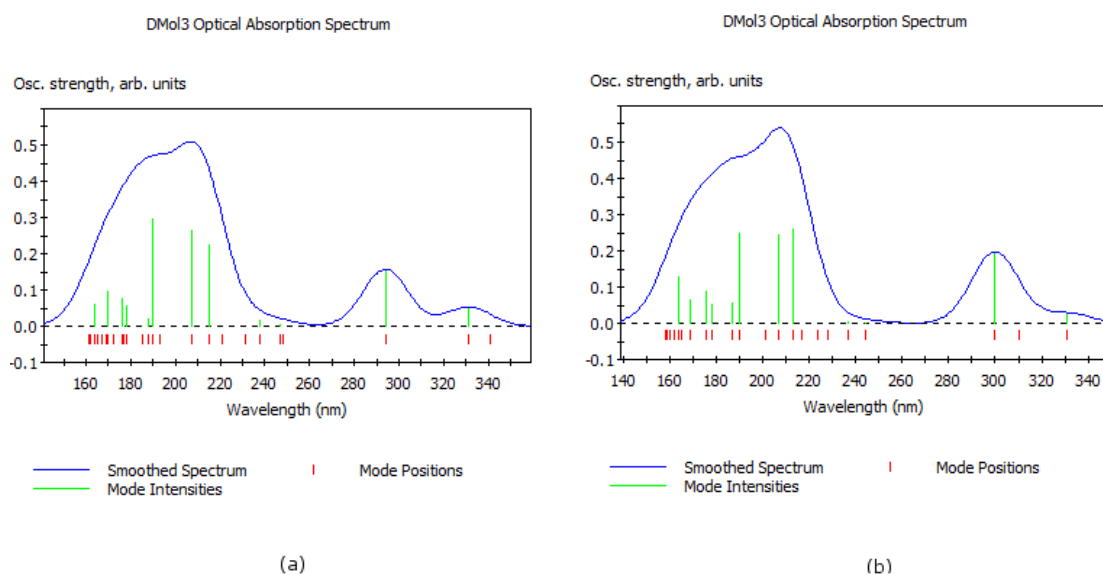 DMol3 Optical Absorption Spectrum
Osc. strength, arb. units
0.5
0.4
0.3
0.2
0.1
0.0
-0.1
160 180 200 220 240 260 280 300 320 340
Wavelength (nm)
Smoothed Spectrum
Mode Positions
Mode Intensities
(a)
DMol3 Optical Absorption Spectrum
Osc. strength, arb. units
0.5
0.4
0.3
0.2
0.1
0.0
-0.1
140 160 180 200 220 240 260 280 300 320 340
Wavelength (nm)
Smoothed Spectrum
Mode Positions
Mode Intensities
(b)